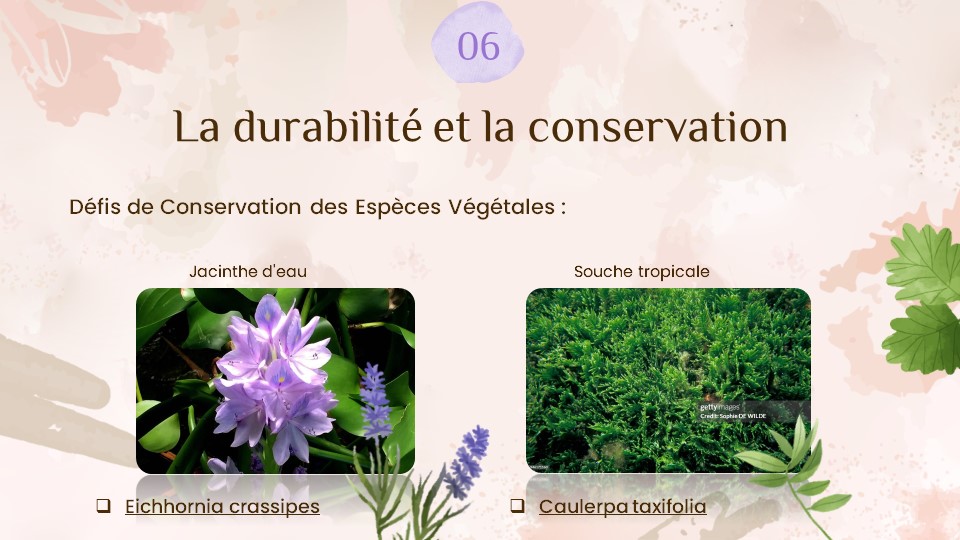 06
La durabilité et la conservation
Défis de Conservation des Espèces Végétales :
Jacinthe d'eau
Souche tropicale
gettyimages
Credit: Sophie DE WILDE
Eichhornia crassipes
Caulerpa taxifolia